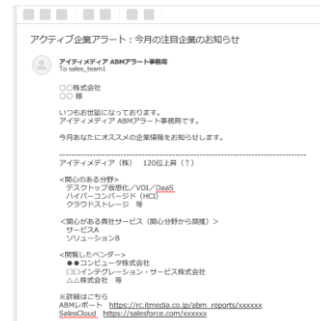 アクティブ企業アラート：今月の注目企業のお知らせ
アイティメディア ABMアラート事務局
To sales_team1
○○株式会社
○○ 様
いつもお世話になっております。
アイティメディア ABMアラート事務局です。
今月あなたにオススメの企業情報をお知らせします。
アイティメディア（株）　120位上昇（↑）
<関心のある分野>
デスクトップ仮想化／VDI／DaaS
ハイパーコンバージド（HCI）
クラウドストレージ　等
<関心がある貴社サービス（関心分野から類推）>
サービスA
ソリューションB
<閲覧したベンダー>
●●コンピュータ株式会社
□□インテグレーション・サービス株式会社
△△株式会社　等
※詳細はこちら
ABMレポート　https://rc.itmedia.co.jp/abm_reports/xxxxxx
SalesCloud　https://salesforce.com/xxxxxx